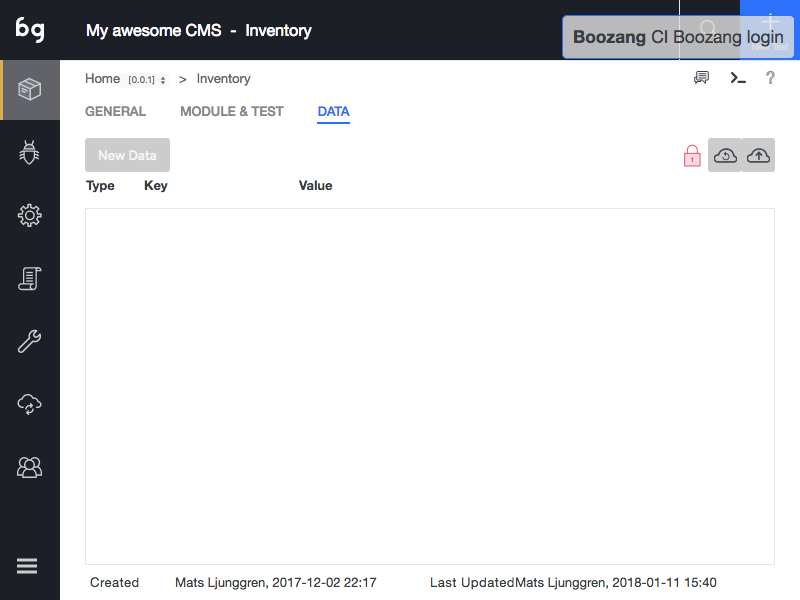 bg
My awesome CMS - Inventory
Boozang CI Boozang login
Home [0.0.1] > Inventory
?
GENERAL MODULE & TEST DATA
New Data
1
Type Key Value
Created Mats Ljunggren, 2017-12-02 22:17 Last UpdatedMats Ljunggren, 2018-01-11 15:40